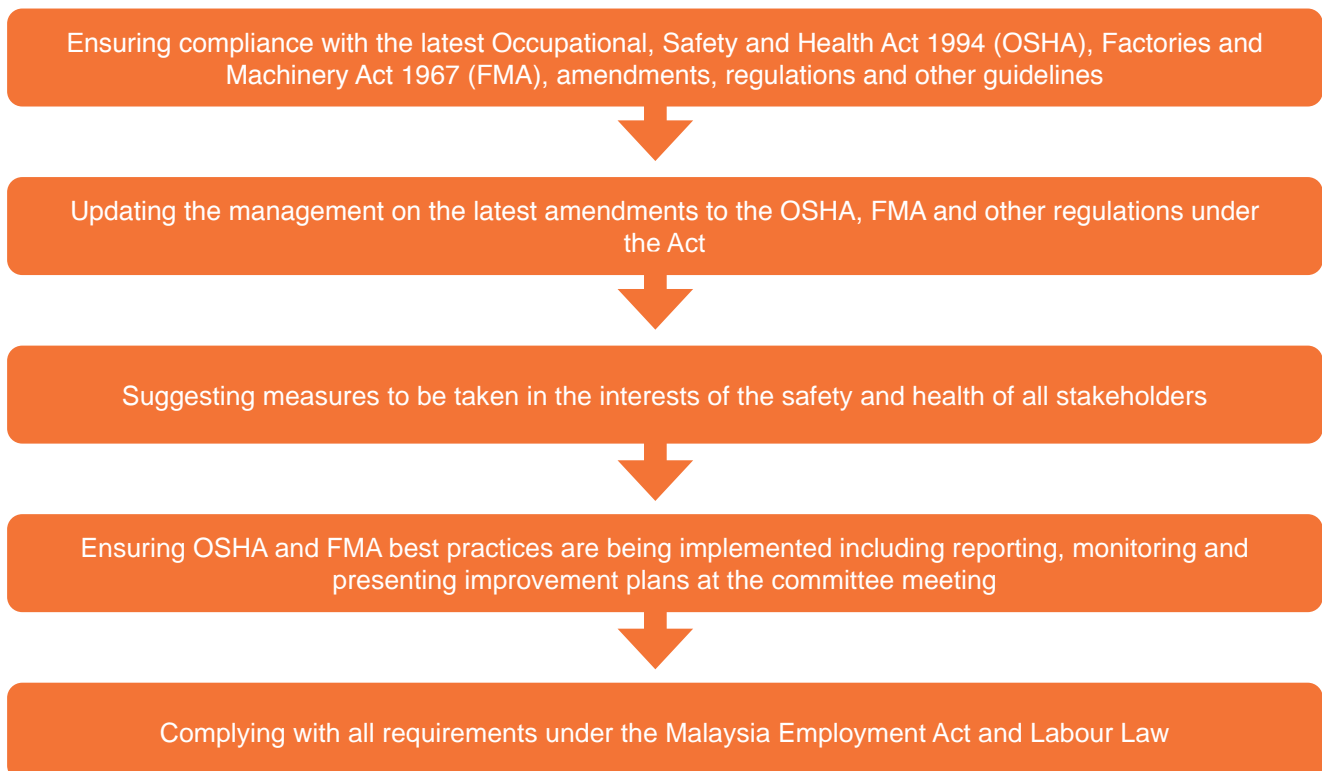 Ensuring compliance with the latest Occupational, Safety and Health Act 1994 (OSHA), Factories and
Machinery Act 1967 (FMA), amendments, regulations and other guidelines
Updating the management on the latest amendments to the OSHA, FMA and other regulations under
the Act
Suggesting measures to be taken in the interests of the safety and health of all stakeholders
Ensuring OSHA and FMA best practices are being implemented including reporting, monitoring and
presenting improvement plans at the committee meeting
Complying with all requirements under the Malaysia Employment Act and Labour Law